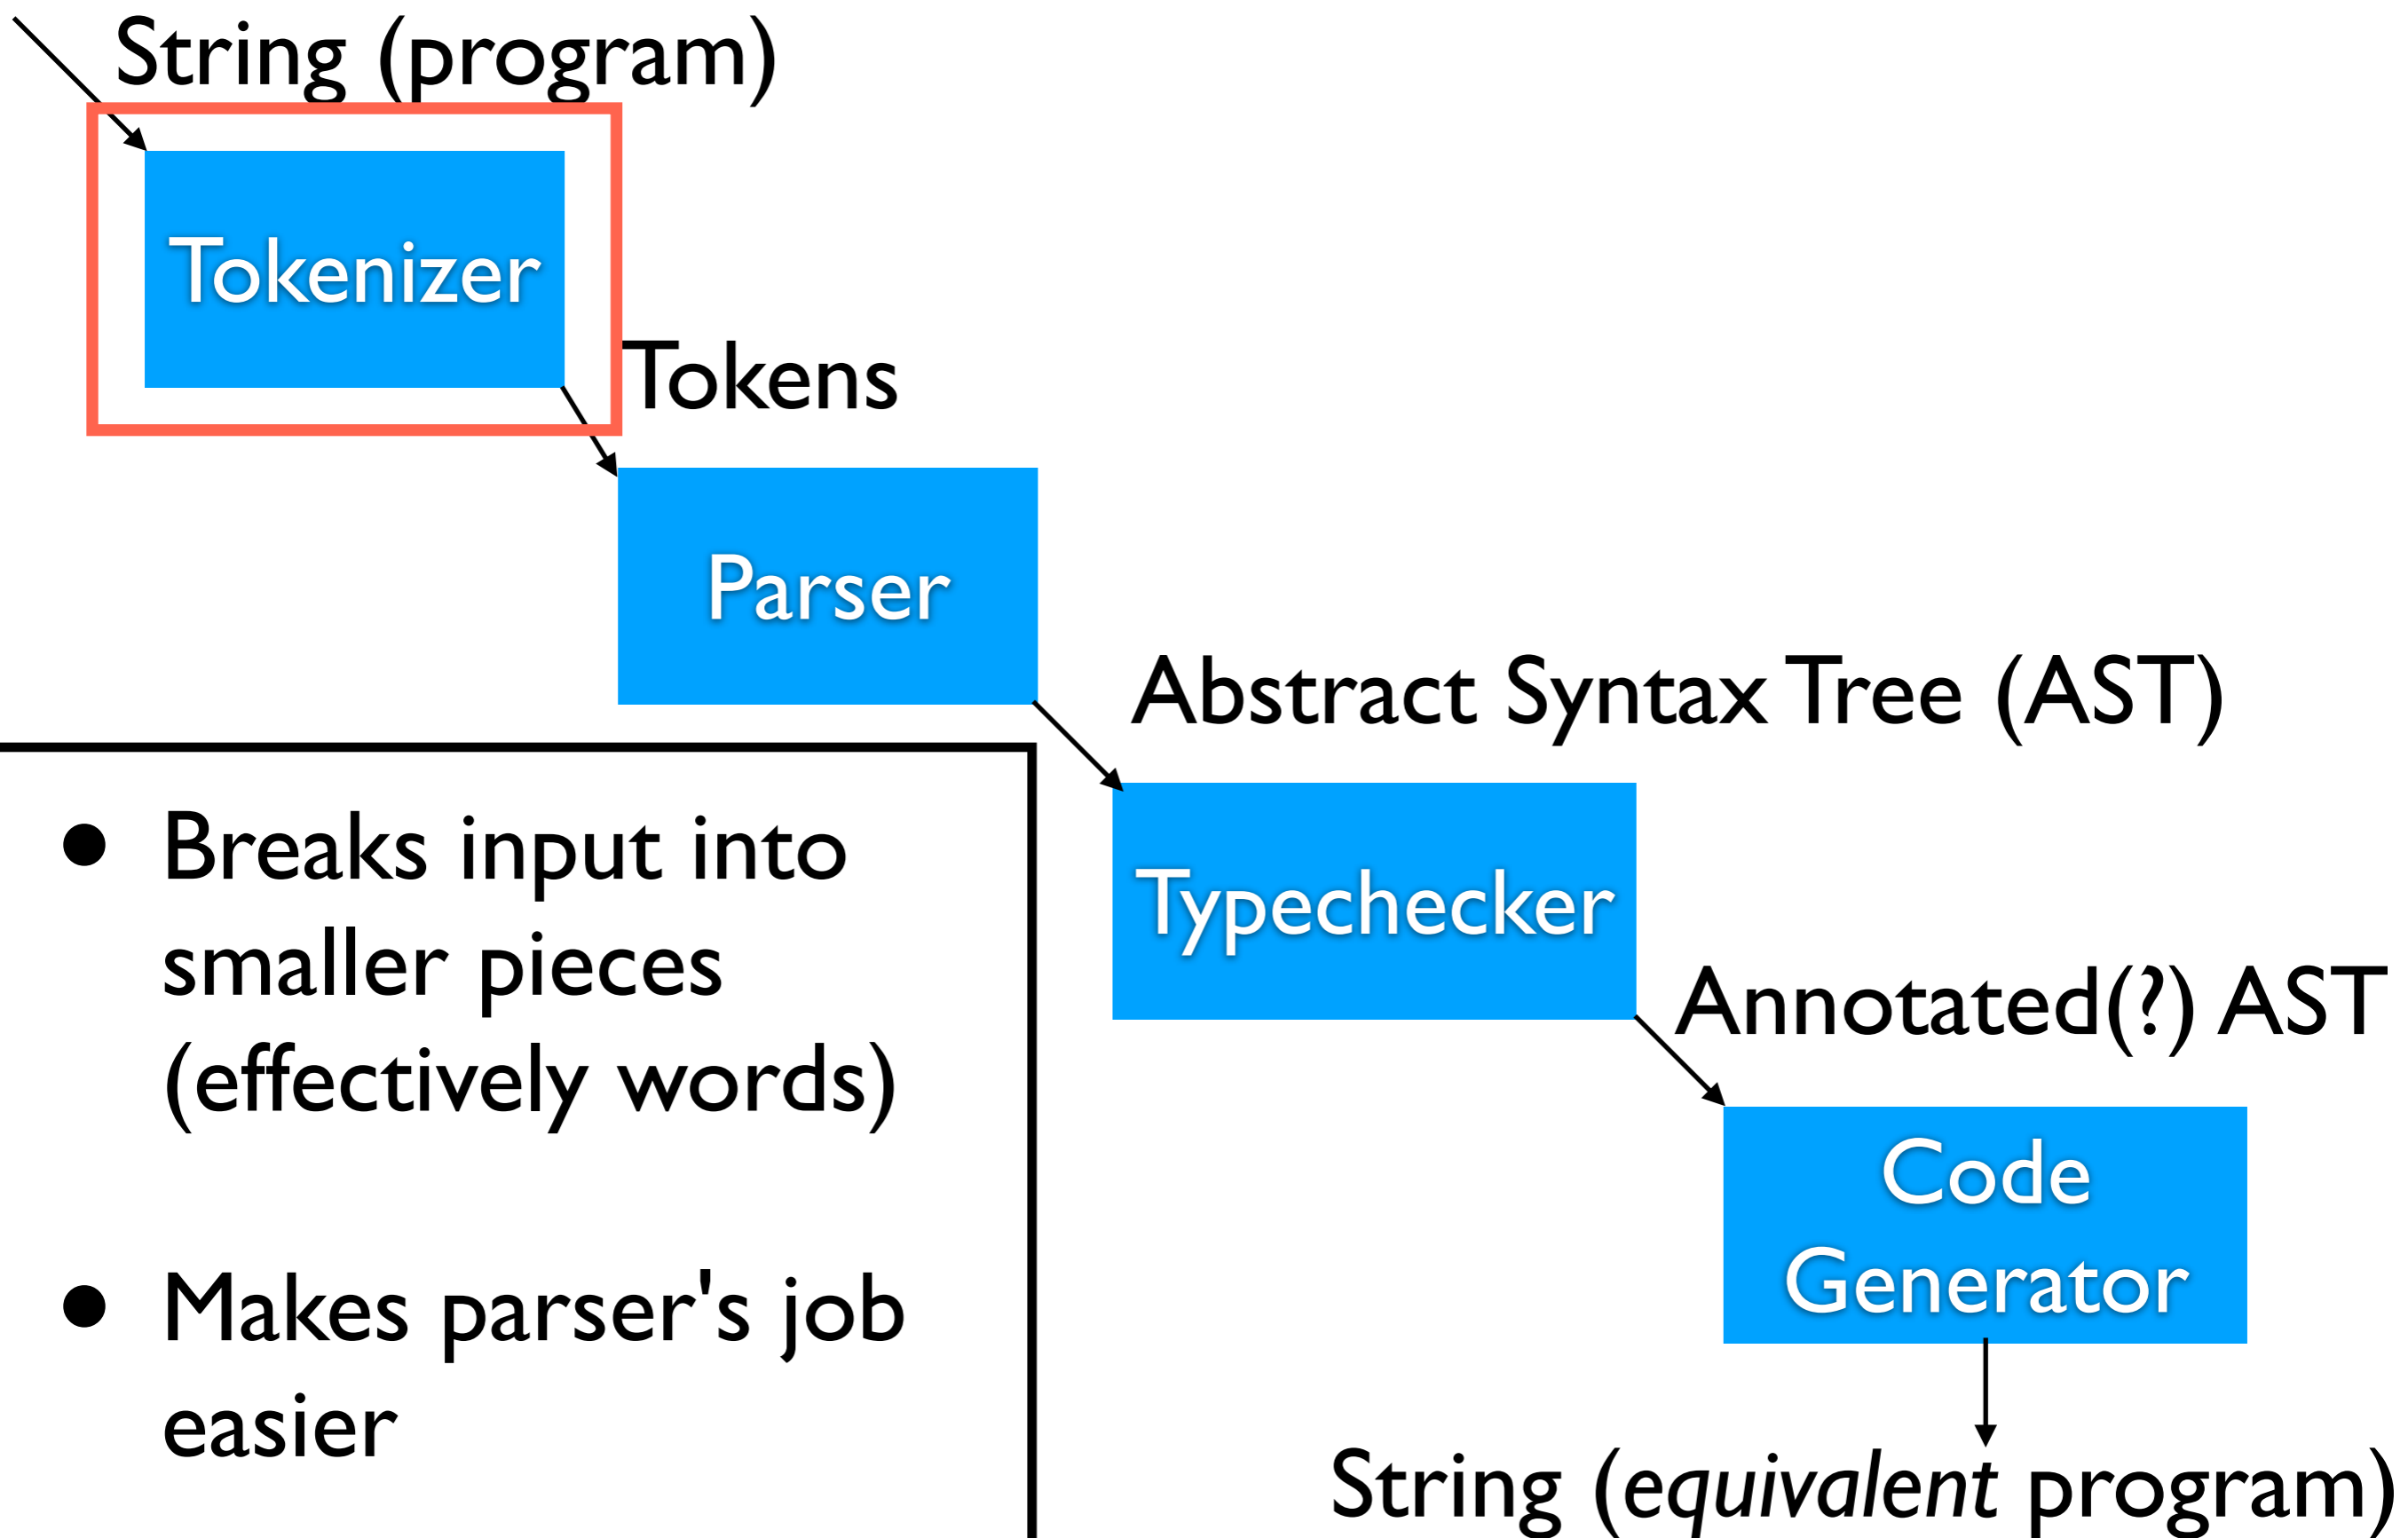 String (program)
Tokenizer
Tokens
Parser
Abstract Syntax Tree (AST)
Typechecker
Annotated(?) AST
Code
Generator
String (equivalent program)
• Breaks input into
smaller pieces
(effectively words)
• Makes parser's job
easier